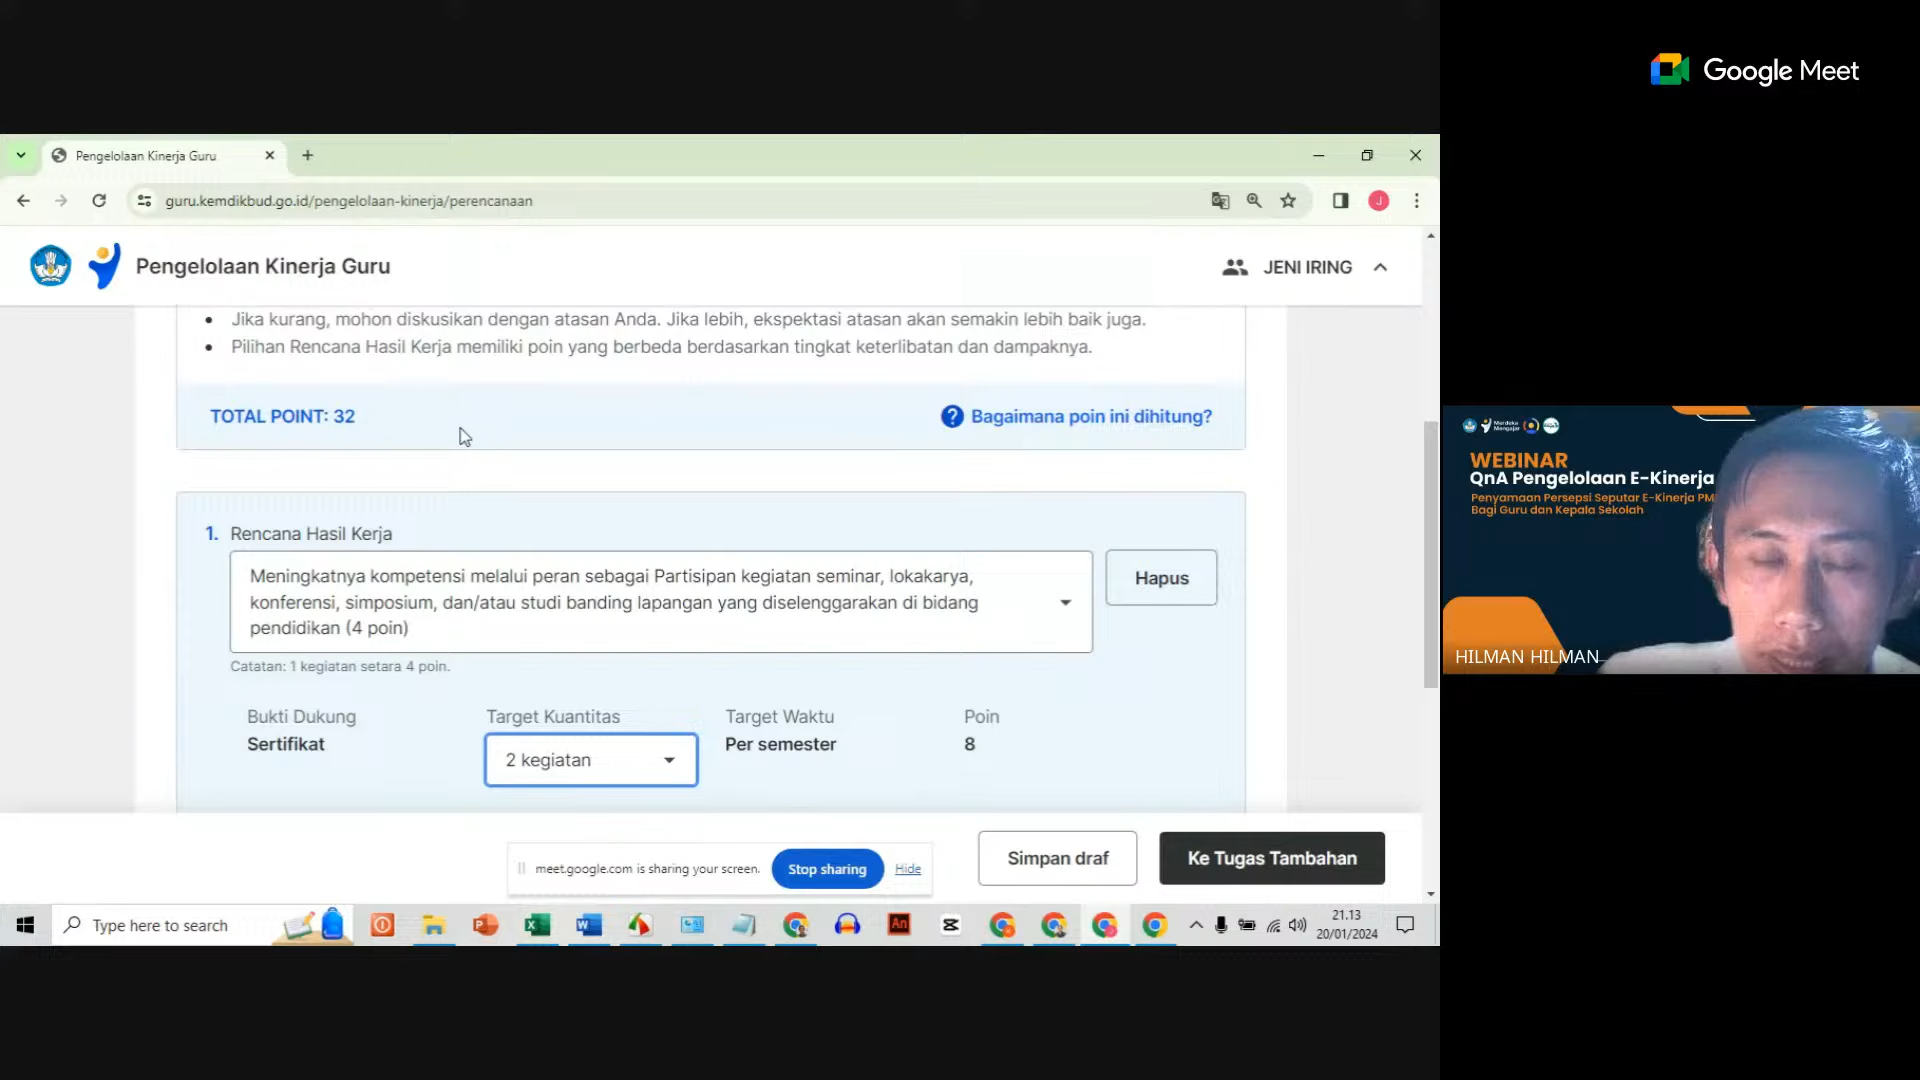 Google Meet
Pengelolaan Kinerja Guru
guru.kemdikbud.go.id/pengelolaan-kinerja/perencanaan
J
Pengelolaan Kinerja Guru
JENI IRING
Jika kurang, mohon diskusikan dengan atasan Anda. Jika lebih, ekspektasi atasan akan semakin lebih baik juga.
Pilihan Rencana Hasil Kerja memiliki poin yang berbeda berdasarkan tingkat keterlibatan dan dampaknya.
TOTAL POINT: 32
? Bagaimana poin ini dihitung?
1. Rencana Hasil Kerja
Meningkatnya kompetensi melalui peran sebagai Partisipan kegiatan seminar, lokakarya,
konferensi, simposium, dan/atau studi banding lapangan yang diselenggarakan di bidang
pendidikan (4 poin)
Hapus
Catatan: 1 kegiatan setara 4 poin.
Bukti Dukung
Sertifikat
Target Kuantitas
2 kegiatan
Target Waktu
Per semester
Poin
8
Simpan draf
Ke Tugas Tambahan
meet.google.com is sharing your screen.
Stop sharing
Hide
Type here to search
An
21.13
20/01/2024
Merdeka
Mengajar
WEBINAR
QnA Pengelolaan E-Kinerja
Penyamaan Persepsi Seputar E-Kinerja
Bagi Guru dan Kepala Sekolah
HILMAN HILMAN